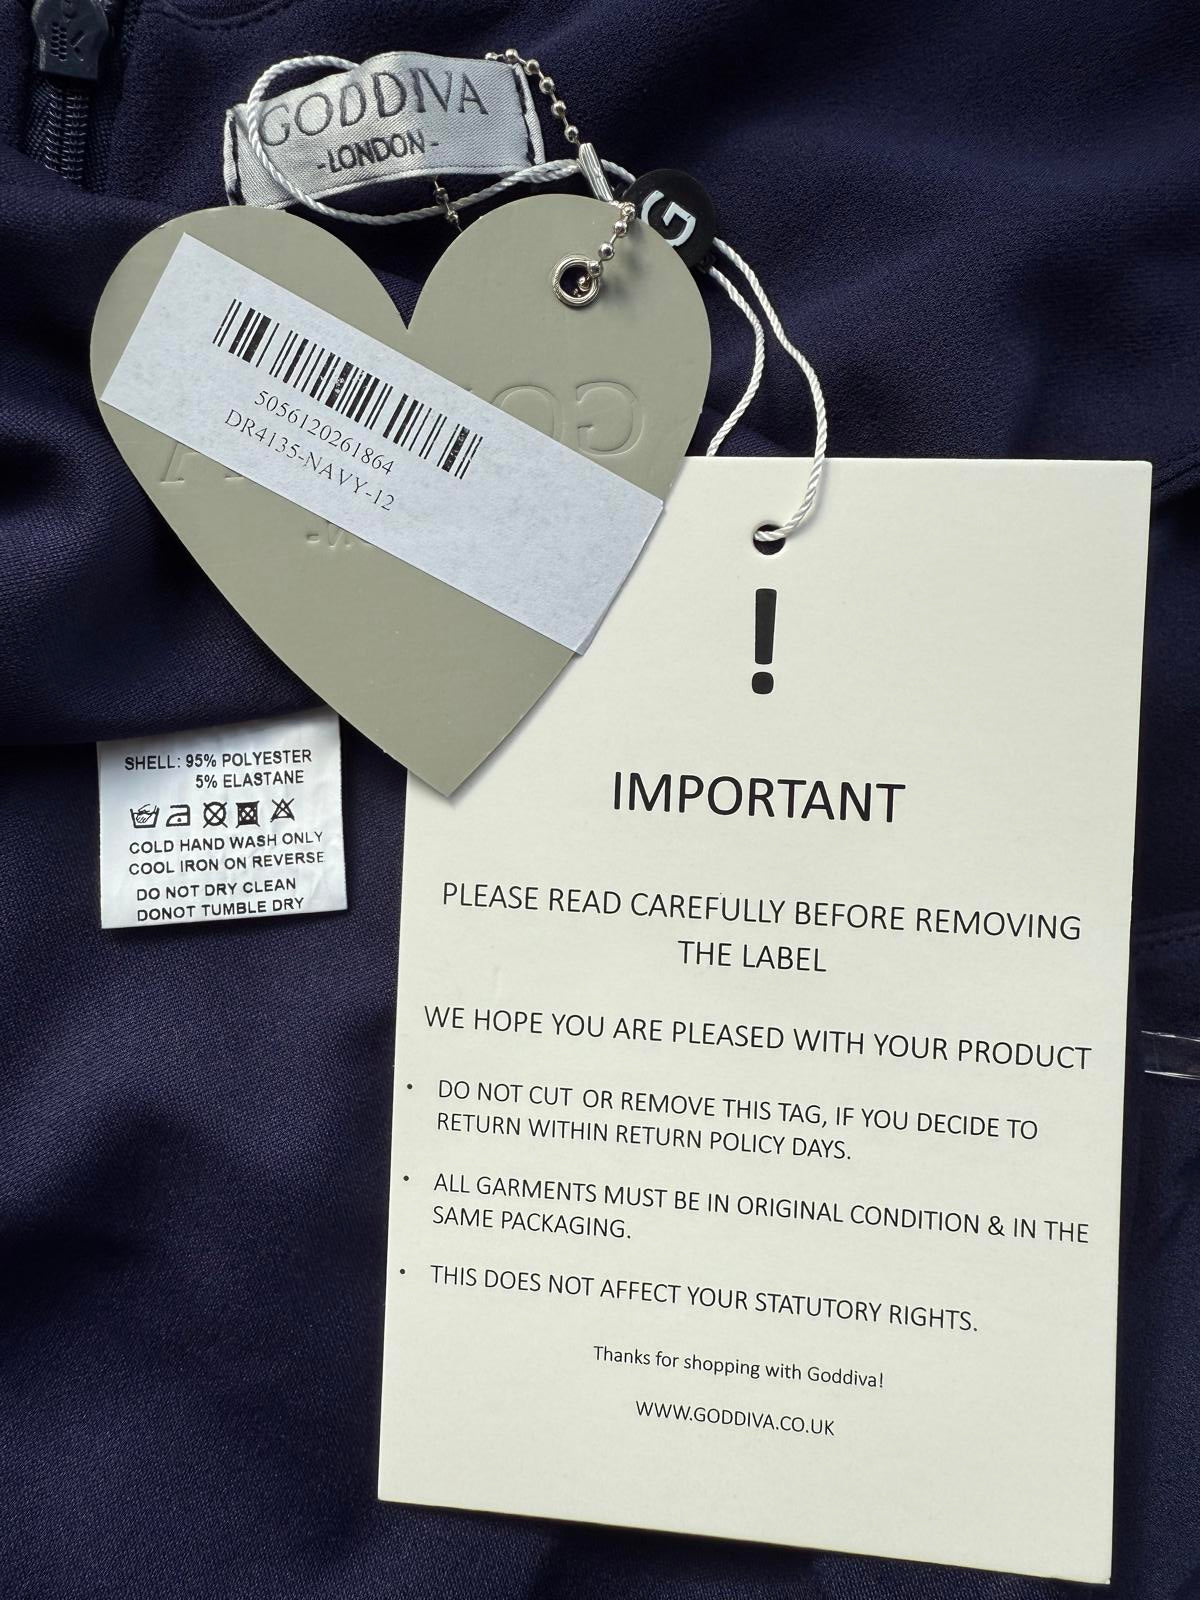 GODDIVA
-LONDON-
G
5056120261864
DR4135-NAVY-12
SHELL: 95% POLYESTER
5% ELASTANE
COLD HAND WASH ONLY
COOL IRON ON REVERSE
DO NOT DRY CLEAN
DONOT TUMBLE DRY
!
IMPORTANT
PLEASE READ CAREFULLY BEFORE REMOVING
THE LABEL
WE HOPE YOU ARE PLEASED WITH YOUR PRODUCT
• DO NOT CUT OR REMOVE THIS TAG, IF YOU DECIDE TO
RETURN WITHIN RETURN POLICY DAYS.
• ALL GARMENTS MUST BE IN ORIGINAL CONDITION & IN THE
SAME PACKAGING.
• THIS DOES NOT AFFECT YOUR STATUTORY RIGHTS.
Thanks for shopping with Goddiva!
WWW.GODDIVA.CO.UK